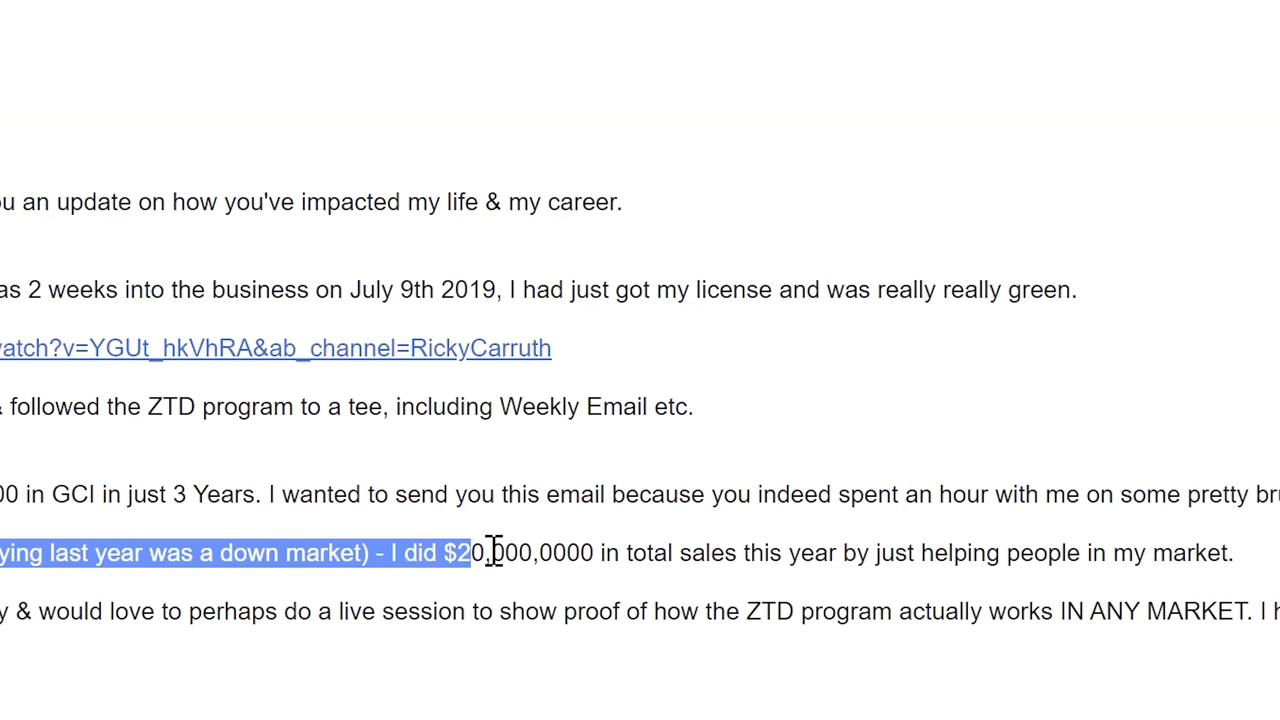 u an update on how you've impacted my life & my career.
as 2 weeks into the business on July 9th 2019, I had just got my license and was really really green.
vatch?v=YGUt_hkVhRA&ab_channel=RickyCarruth
& followed the ZTD program to a tee, including Weekly Email etc.
00 in GCI in just 3 Years. I wanted to send you this email because you indeed spent an hour with me on some pretty bru
ying last year was a down market) - I did $20,000,0000 in total sales this year by just helping people in my market.
y & would love to perhaps do a live session to show proof of how the ZTD program actually works IN ANY MARKET. I h